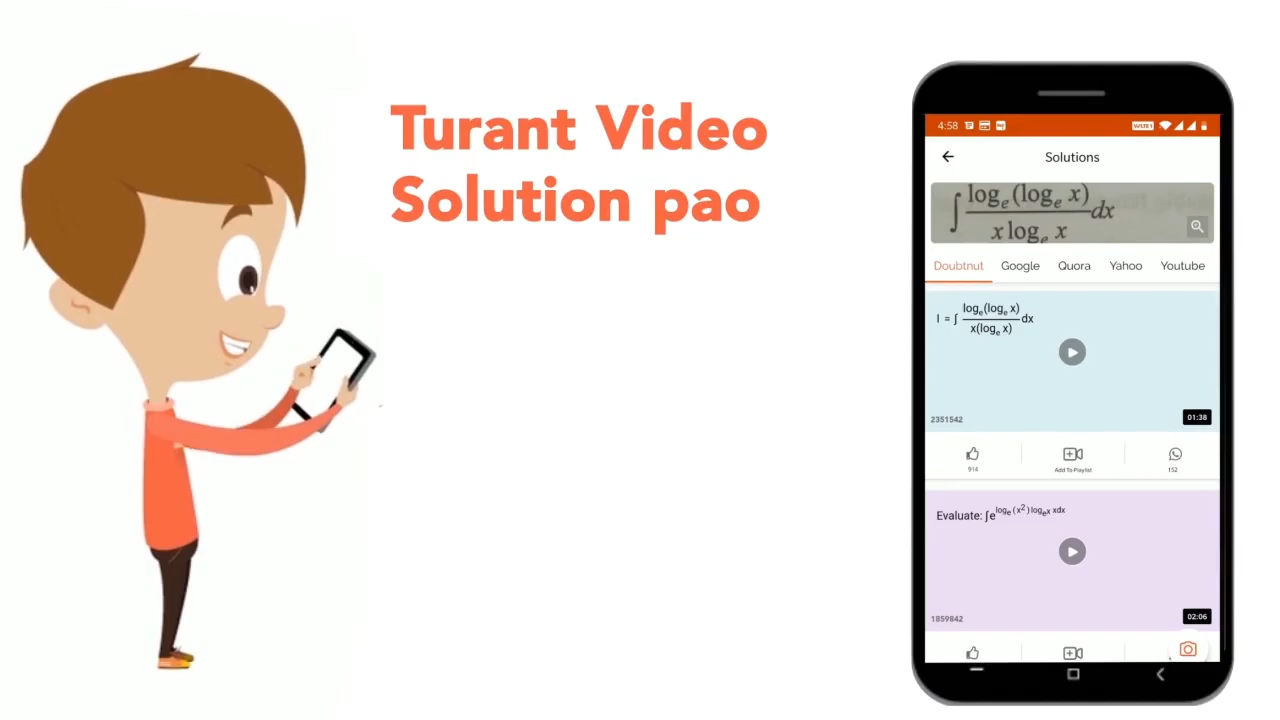 Turant Video
Solution pao
4:58
VoLTE1
Solutions
∫ logₑ(logₑ x) / x logₑ x dx
Doubtnut Google Quora Yahoo Youtube
I = ∫ logₑ(logₑ x) / x(logₑ x) dx
2351542 01:38
914 Add To Playlist 152
Evaluate: ∫e^logₑ(x²)logₑx xdx
1859842 02:06